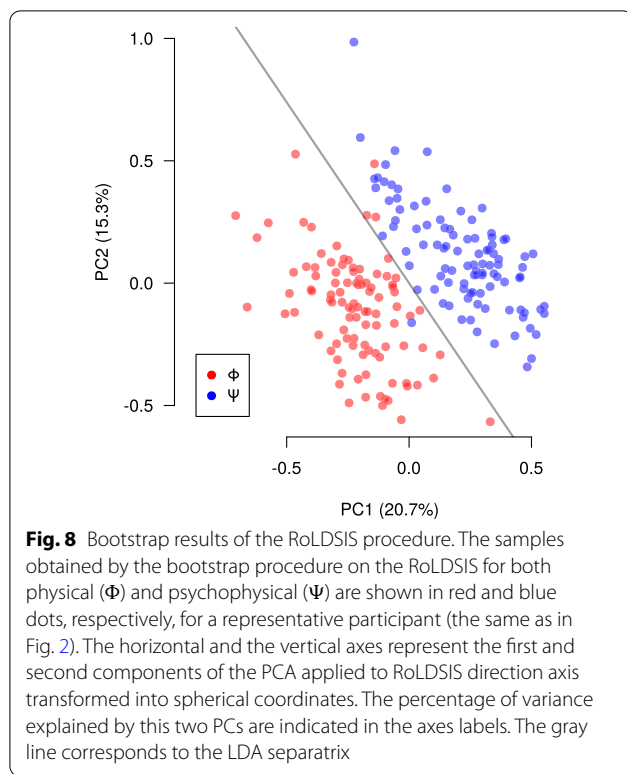 1.0
0.5
0.0
-0.5
PC2 (15.3%)
Φ
Ψ
-0.5
0.0
0.5
PC1 (20.7%)
Fig. 8 Bootstrap results of the RoLDSIS procedure. The samples
obtained by the bootstrap procedure on the RoLDSIS for both
physical (Φ) and psychophysical (Ψ) are shown in red and blue
dots, respectively, for a representative participant (the same as in
Fig. 2). The horizontal and the vertical axes represent the first and
second components of the PCA applied to RoLDSIS direction axis
transformed into spherical coordinates. The percentage of variance
explained by this two PCs are indicated in the axes labels. The gray
line corresponds to the LDA separatrix